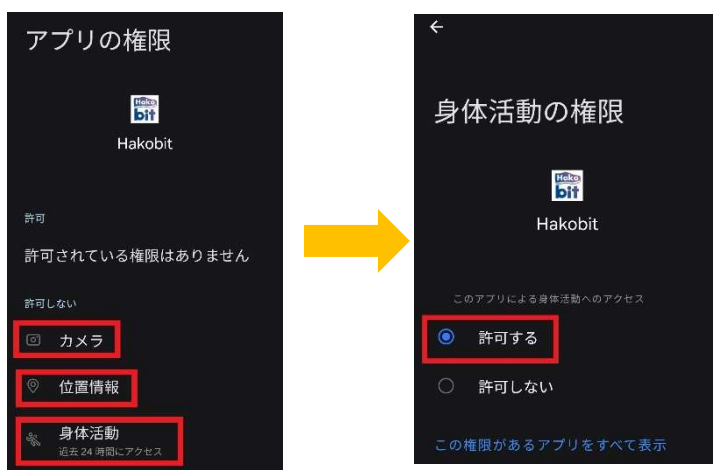 アプリの権限
Hako
bit
Hakobit
許可
許可されている権限はありません
許可しない
カメラ
位置情報
身体活動
過去 24 時間にアクセス
身体活動の権限
Hako
bit
Hakobit
このアプリによる身体活動へのアクセス
許可する
許可しない
この権限があるアプリをすべて表示